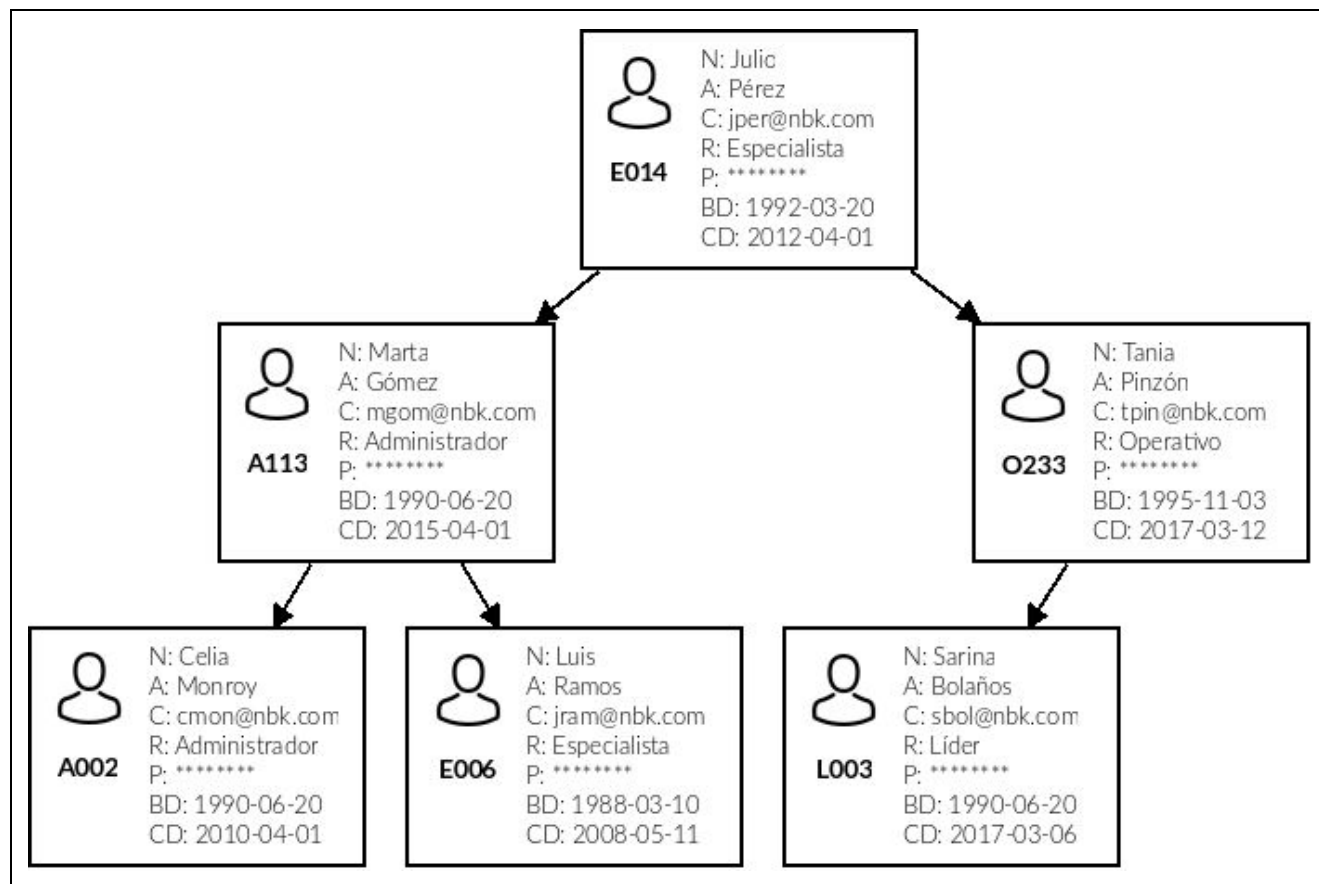 N: Julio
A: Pérez
C: jper@nbk.com
R: Especialista
P: ********
BD: 1992-03-20
CD: 2012-04-01
E014
N: Marta
A: Gómez
C: mgom@nbk.com
R: Administrador
P: ********
BD: 1990-06-20
CD: 2015-04-01
A113
N: Tania
A: Pinzón
C: tpin@nbk.com
R: Operativo
P: ********
BD: 1995-11-03
CD: 2017-03-12
O233
N: Celia
A: Monroy
C: cmon@nbk.com
R: Administrador
P: ********
BD: 1990-06-20
CD: 2010-04-01
A002
N: Luis
A: Ramos
C: jram@nbk.com
R: Especialista
P: ********
BD: 1988-03-10
CD: 2008-05-11
E006
N: Sarina
A: Bolaños
C: sbol@nbk.com
R: Líder
P: ********
BD: 1990-06-20
CD: 2017-03-06
L003